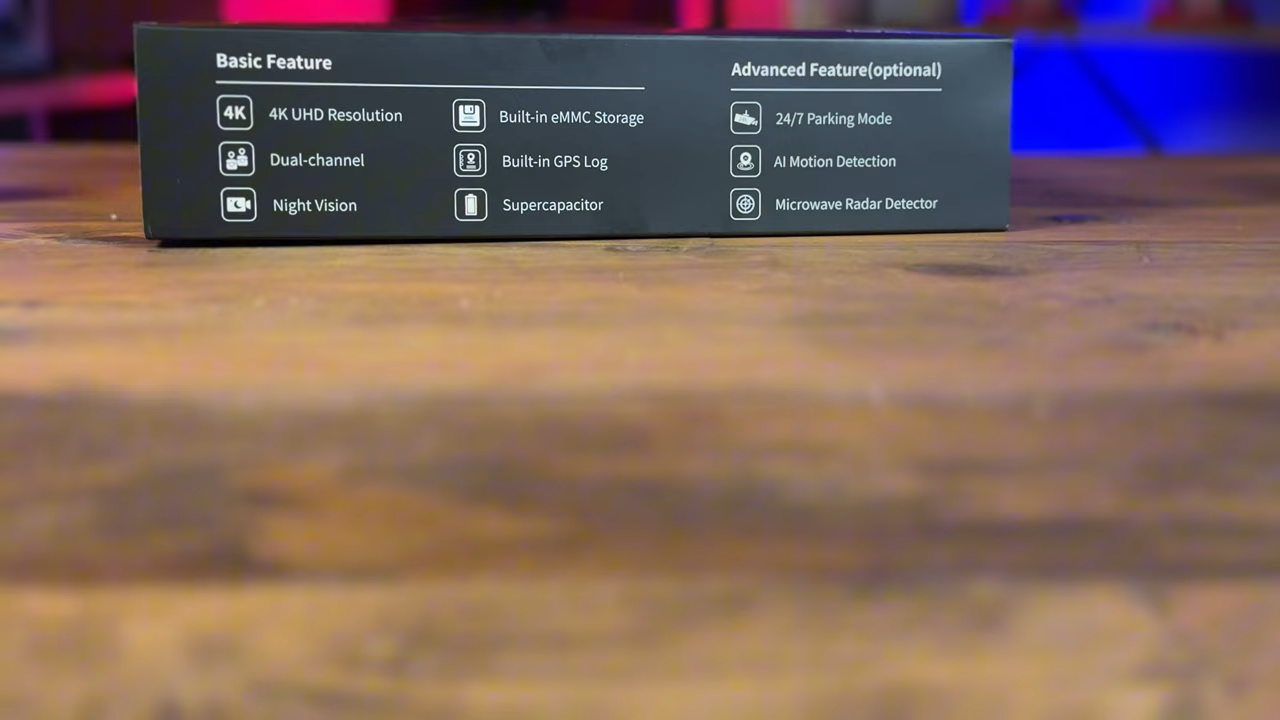 Basic Feature
4K 4K UHD Resolution
Dual-channel
Night Vision
Built-in eMMC Storage
Built-in GPS Log
Supercapacitor
Advanced Feature(optional)
24/7 Parking Mode
AI Motion Detection
Microwave Radar Detector